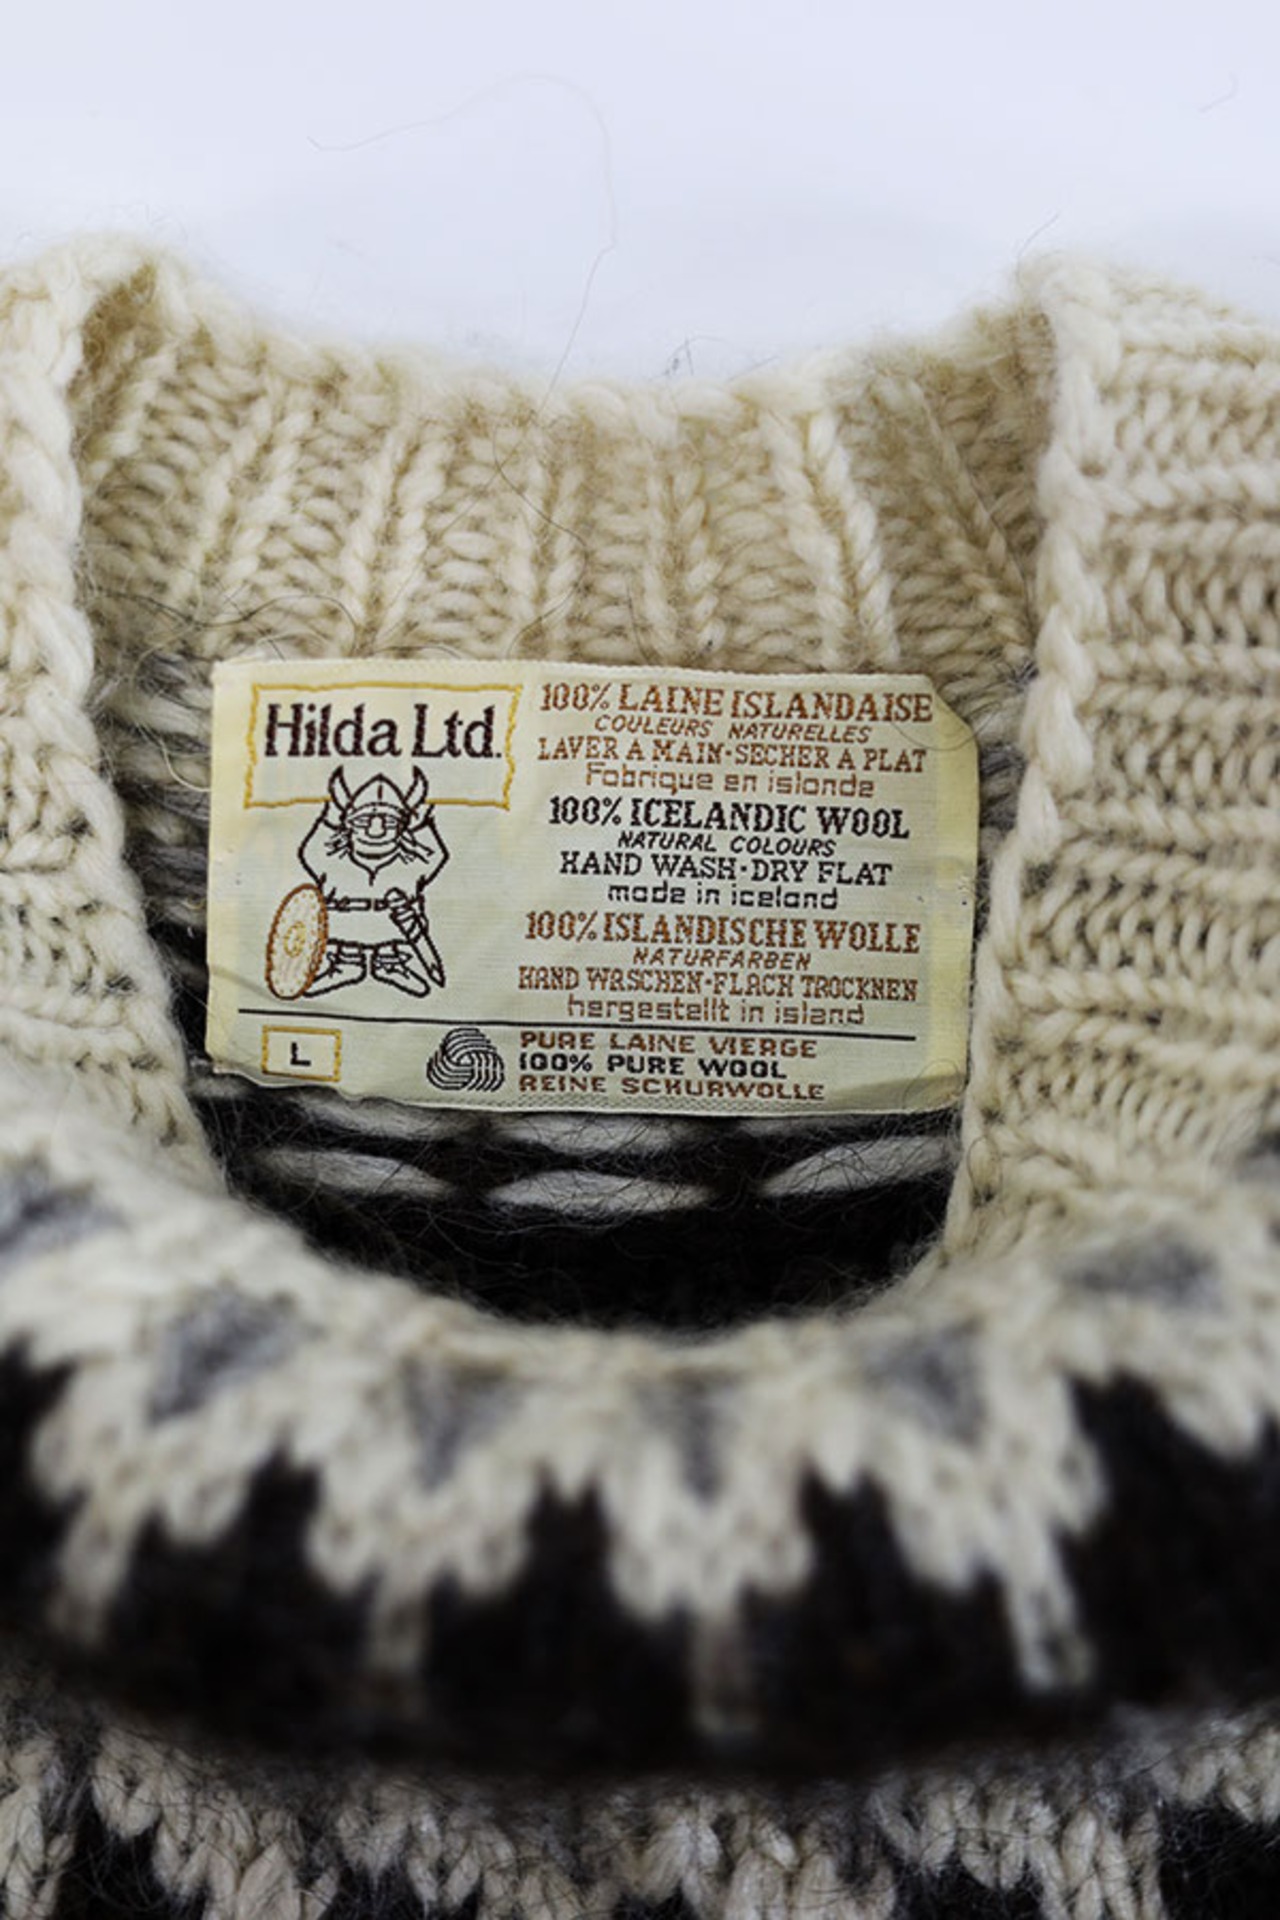 Hilda Ltd.
100% LAINE ISLANDAISE
COULEURS NATURELLES
LAVER A MAIN·SECHER A PLAT
Fabrique en islande
100% ICELANDIC WOOL
NATURAL COLOURS
HAND WASH·DRY FLAT
made in iceland
100% ISLANDISCHE WOLLE
NATURFARBEN
HAND WASCHEN·FLACH TROCKNEN
hergestellt in island
L
PURE LAINE VIERGE
100% PURE WOOL
REINE SCHURWOLLE